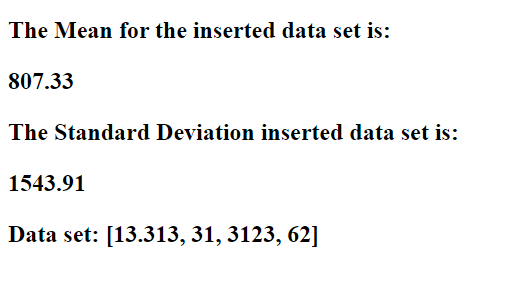 The Mean for the inserted data set is:
807.33
The Standard Deviation inserted data set is:
1543.91
Data set: [13.313, 31, 3123, 62]